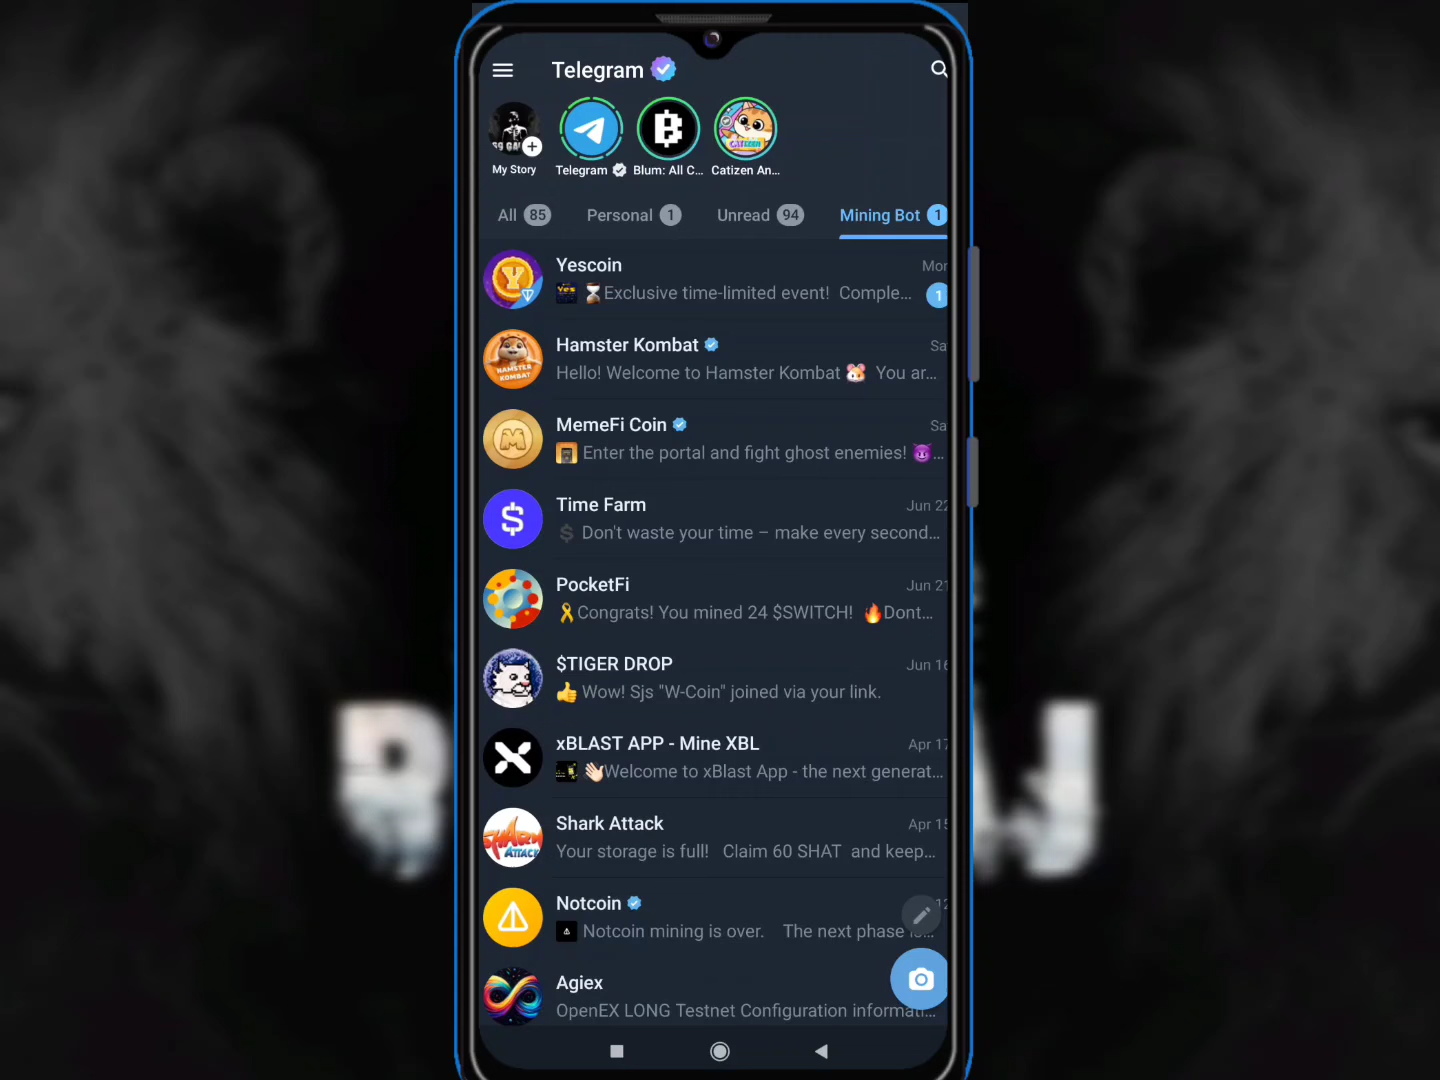 Telegram
My Story
Telegram
Blum: All C...
Catizen An...
All 85
Personal 1
Unread 94
Mining Bot 1
Yescoin
Mon
Exclusive time-limited event! Comple...
1
Hamster Kombat
Sa
Hello! Welcome to Hamster Kombat 🐹 You ar...
MemeFi Coin
Sa
Enter the portal and fight ghost enemies! 😈...
Time Farm
Jun 22
Don't waste your time – make every second...
PocketFi
Jun 21
🎗Congrats! You mined 24 $SWITCH! 🔥Dont...
$TIGER DROP
Jun 16
👍 Wow! Sjs "W-Coin" joined via your link.
xBLAST APP - Mine XBL
Apr 17
👋🏻Welcome to xBlast App - the next generat...
Shark Attack
Apr 15
Your storage is full! Claim 60 SHAT and keep...
Notcoin
12
Notcoin mining is over. The next phase
Agiex
OpenEX LONG Testnet Configuration informati...